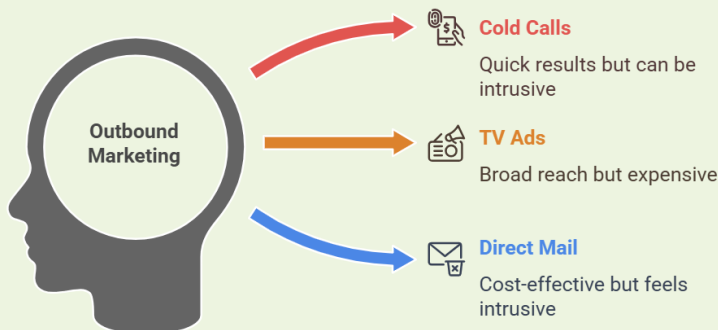 Outbound
Marketing
Cold Calls
Quick results but can be
intrusive
TV Ads
Broad reach but expensive
Direct Mail
Cost-effective but feels
intrusive